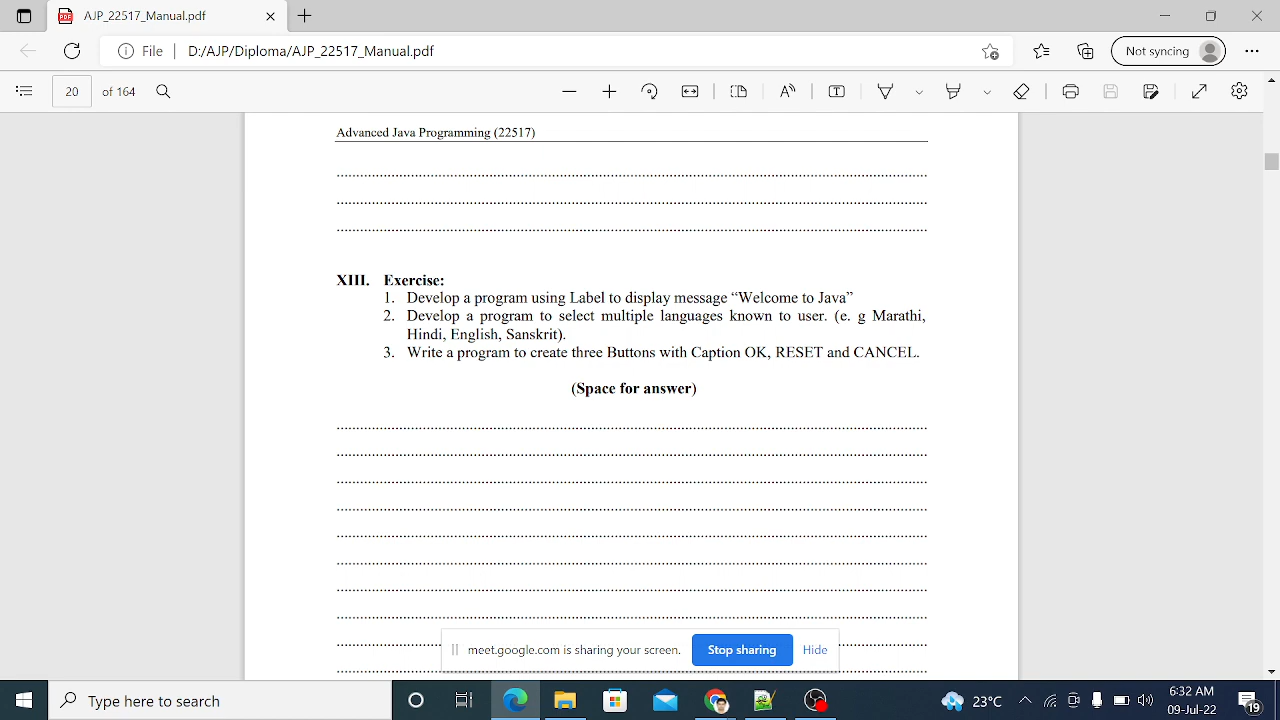 AJP_22517_Manual.pdf
File D:/AJP/Diploma/AJP_22517_Manual.pdf
Not syncing
20 of 164
Advanced Java Programming (22517)
XIII. Exercise:
1. Develop a program using Label to display message “Welcome to Java”
2. Develop a program to select multiple languages known to user. (e. g Marathi,
Hindi, English, Sanskrit).
3. Write a program to create three Buttons with Caption OK, RESET and CANCEL.
(Space for answer)
meet.google.com is sharing your screen. Stop sharing Hide
Type here to search
23°C
6:32 AM
09-Jul-22
19